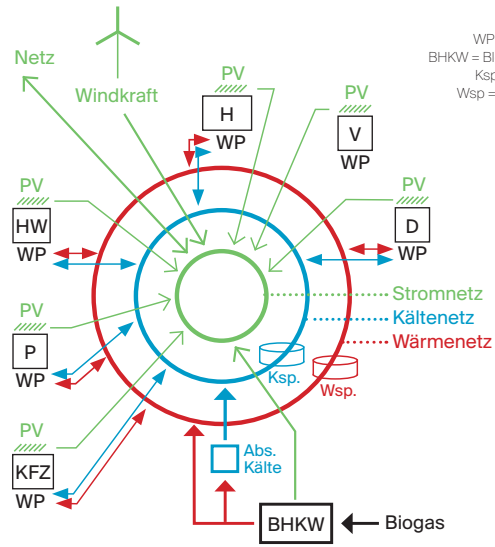 Netz
Windkraft
PV
H
WP
PV
V
WP
WP
BHKW = Bl
Ksp
Wsp =
PV
HW
WP
PV
D
WP
Stromnetz
Kältenetz
Wärmenetz
PV
P
WP
Ksp.
Wsp.
PV
KFZ
WP
Abs.
Kälte
BHKW
Biogas